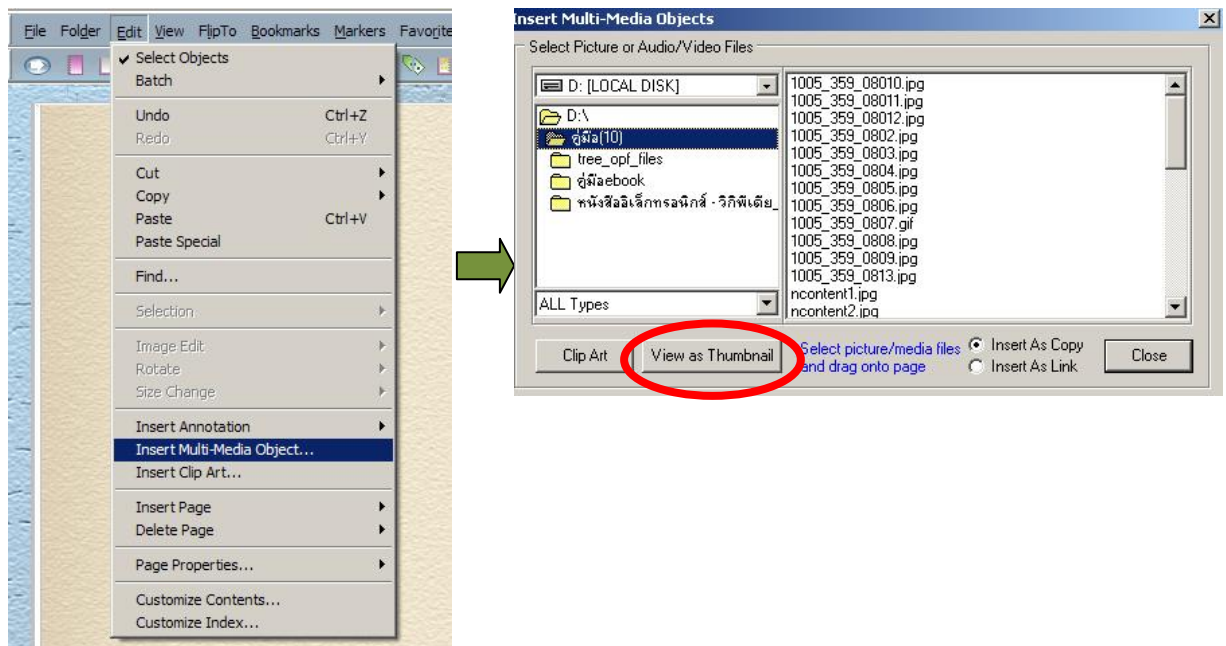 File Folder Edit View FlipTo Bookmarks Markers Favorite
Select Objects
Batch
Undo Ctrl+Z
Redo Ctrl+Y
Cut
Copy
Paste Ctrl+V
Paste Special
Find...
Selection
Image Edit
Rotate
Size Change
Insert Annotation
Insert Multi-Media Object...
Insert Clip Art...
Insert Page
Delete Page
Page Properties...
Customize Contents...
Customize Index...
Insert Multi-Media Objects
Select Picture or Audio/Video Files
D: [LOCAL DISK]
D:\
คู่มือ(10)
tree_opf_files
คู่มือebook
หนังสืออิเล็กทรอนิกส์ - วิกิพีเดีย_
ALL Types
1005_359_08010.jpg
1005_359_08011.jpg
1005_359_08012.jpg
1005_359_0802.jpg
1005_359_0803.jpg
1005_359_0804.jpg
1005_359_0805.jpg
1005_359_0806.jpg
1005_359_0807.gif
1005_359_0808.jpg
1005_359_0809.jpg
1005_359_0813.jpg
ncontent1.jpg
ncontent2.jpg
Clip Art
View as Thumbnail
Select picture/media files
and drag onto page
Insert As Copy
Insert As Link
Close